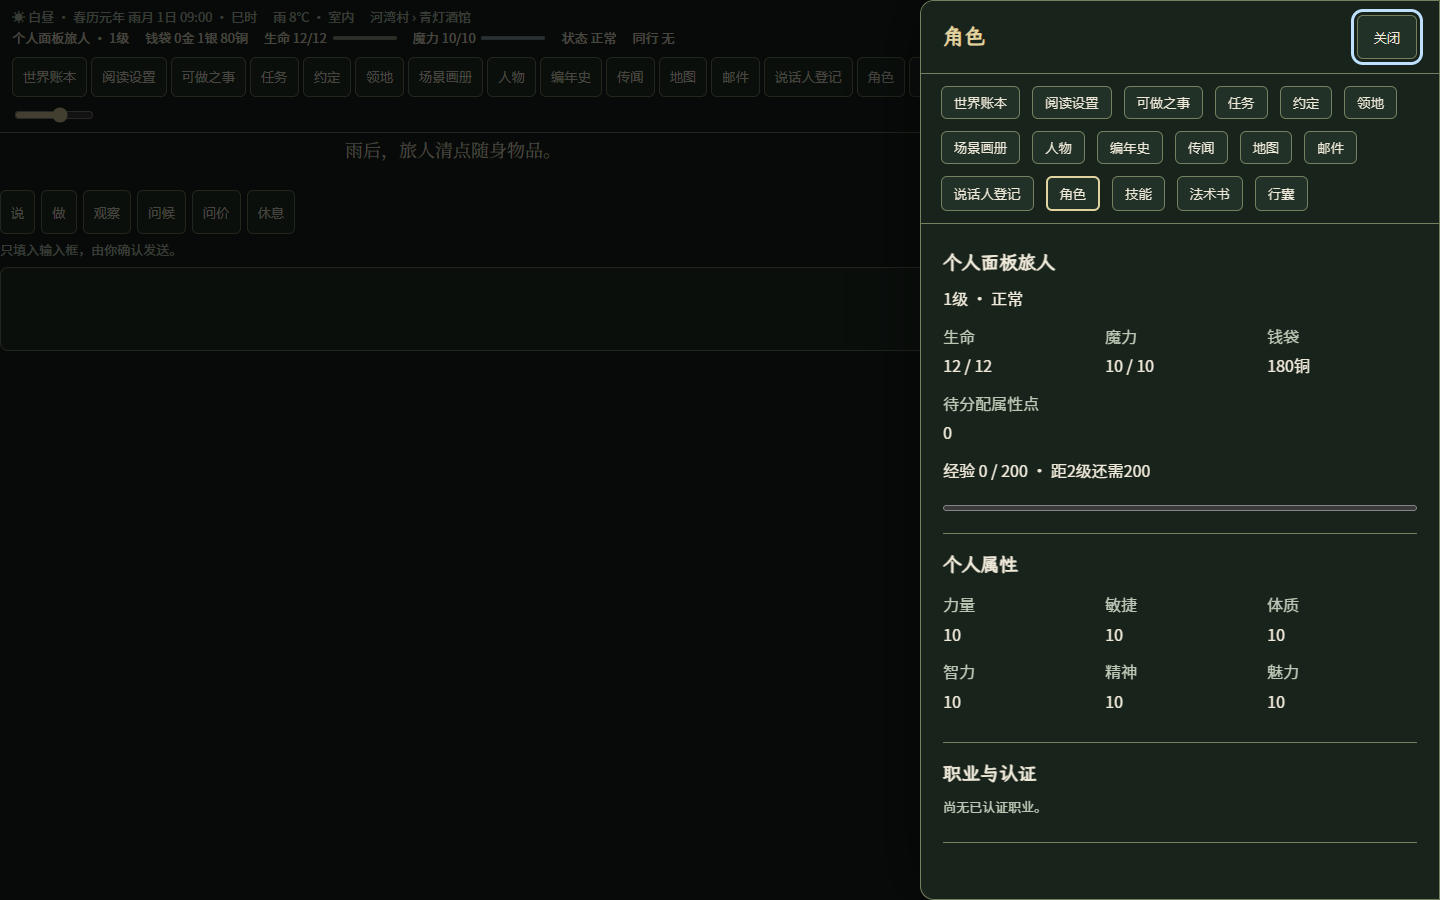 ☀ 白昼 · 春历元年 雨月 1日 09:00 · 巳时 雨 8°C · 室内 河湾村 › 青灯酒馆
个人面板旅人 · 1级 钱袋 0金 1银 80铜 生命 12/12 魔力 10/10 状态 正常 同行 无
世界账本 阅读设置 可做之事 任务 约定 领地 场景画册 人物 编年史 传闻 地图 邮件 说话人登记 角色
雨后，旅人清点随身物品。
说 做 观察 问候 问价 休息
只填入输入框，由你确认发送。
角色
关闭
世界账本 阅读设置 可做之事 任务 约定 领地
场景画册 人物 编年史 传闻 地图 邮件
说话人登记 角色 技能 法术书 行囊
个人面板旅人
1级 · 正常
生命 魔力 钱袋
12 / 12 10 / 10 180铜
待分配属性点
0
经验 0 / 200 · 距2级还需200
个人属性
力量 敏捷 体质
10 10 10
智力 精神 魅力
10 10 10
职业与认证
尚无已认证职业。